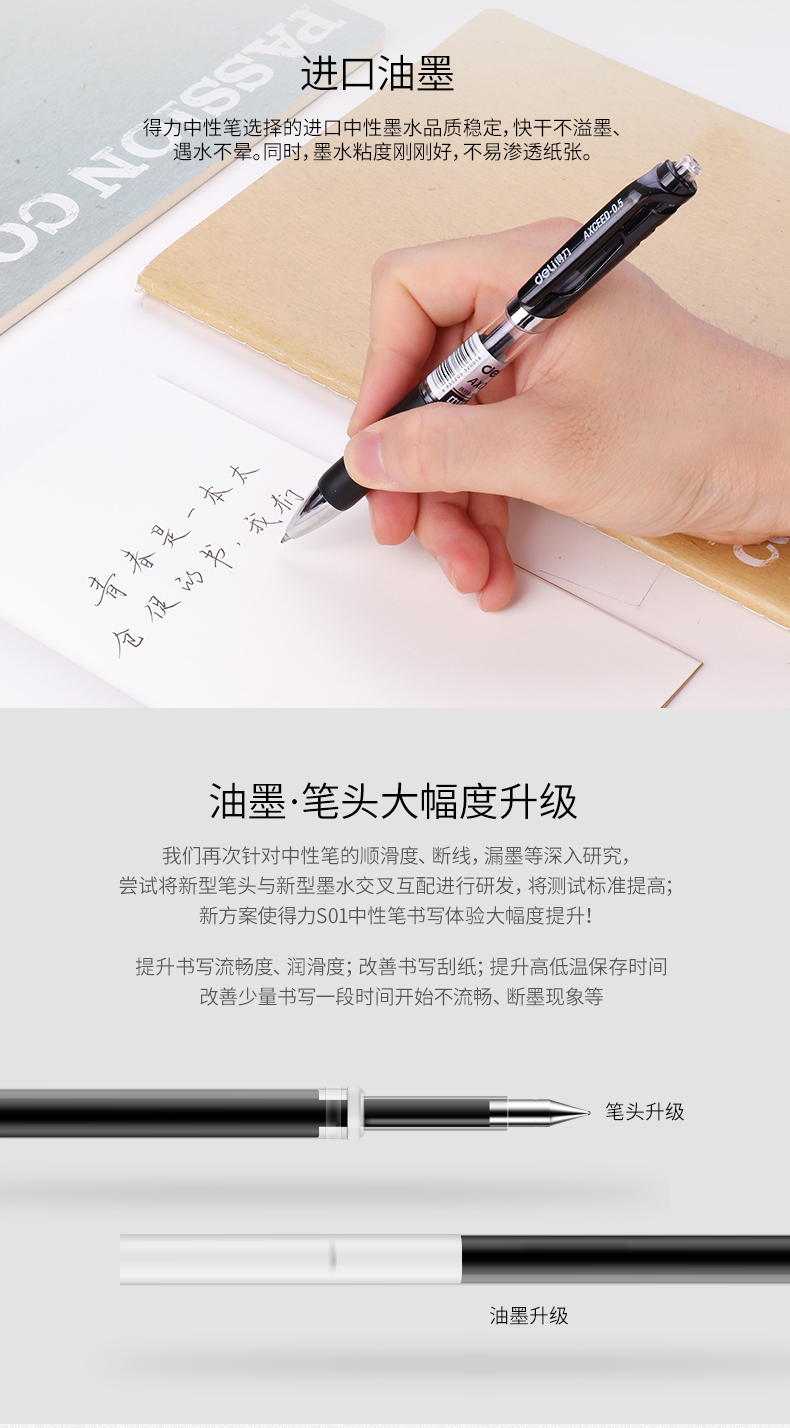 进口油墨
得力中性笔选择的进口中性墨水品质稳定，快干不溢墨、
遇水不晕。同时，墨水粘度刚刚好，不易渗透纸张。
PASSION CO
deli得力 AXCEED-0.5
青春是一本太
仓促的书，我们
油墨·笔头大幅度升级
我们再次针对中性笔的顺滑度、断线，漏墨等深入研究，
尝试将新型笔头与新型墨水交叉互配进行研发，将测试标准提高；
新方案使得力S01中性笔书写体验大幅度提升！
提升书写流畅度、润滑度；改善书写刮纸；提升高低温保存时间
改善少量书写一段时间开始不流畅、断墨现象等
笔头升级
油墨升级